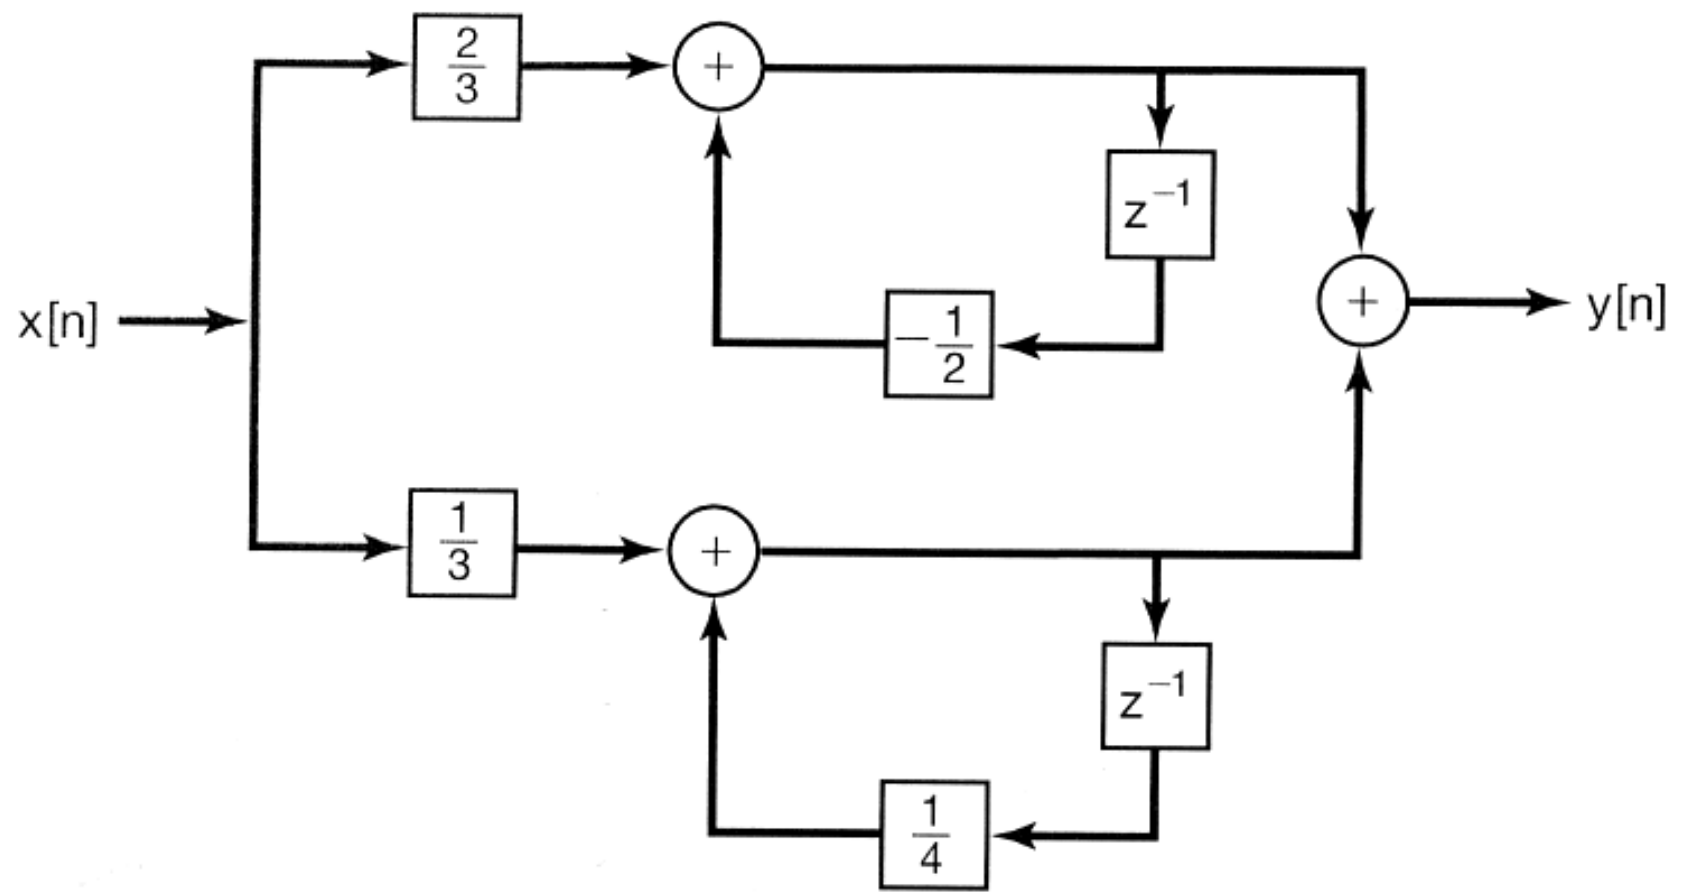 2/3
+
z⁻¹
x[n]
+
y[n]
−1/2
1/3
+
z⁻¹
1/4